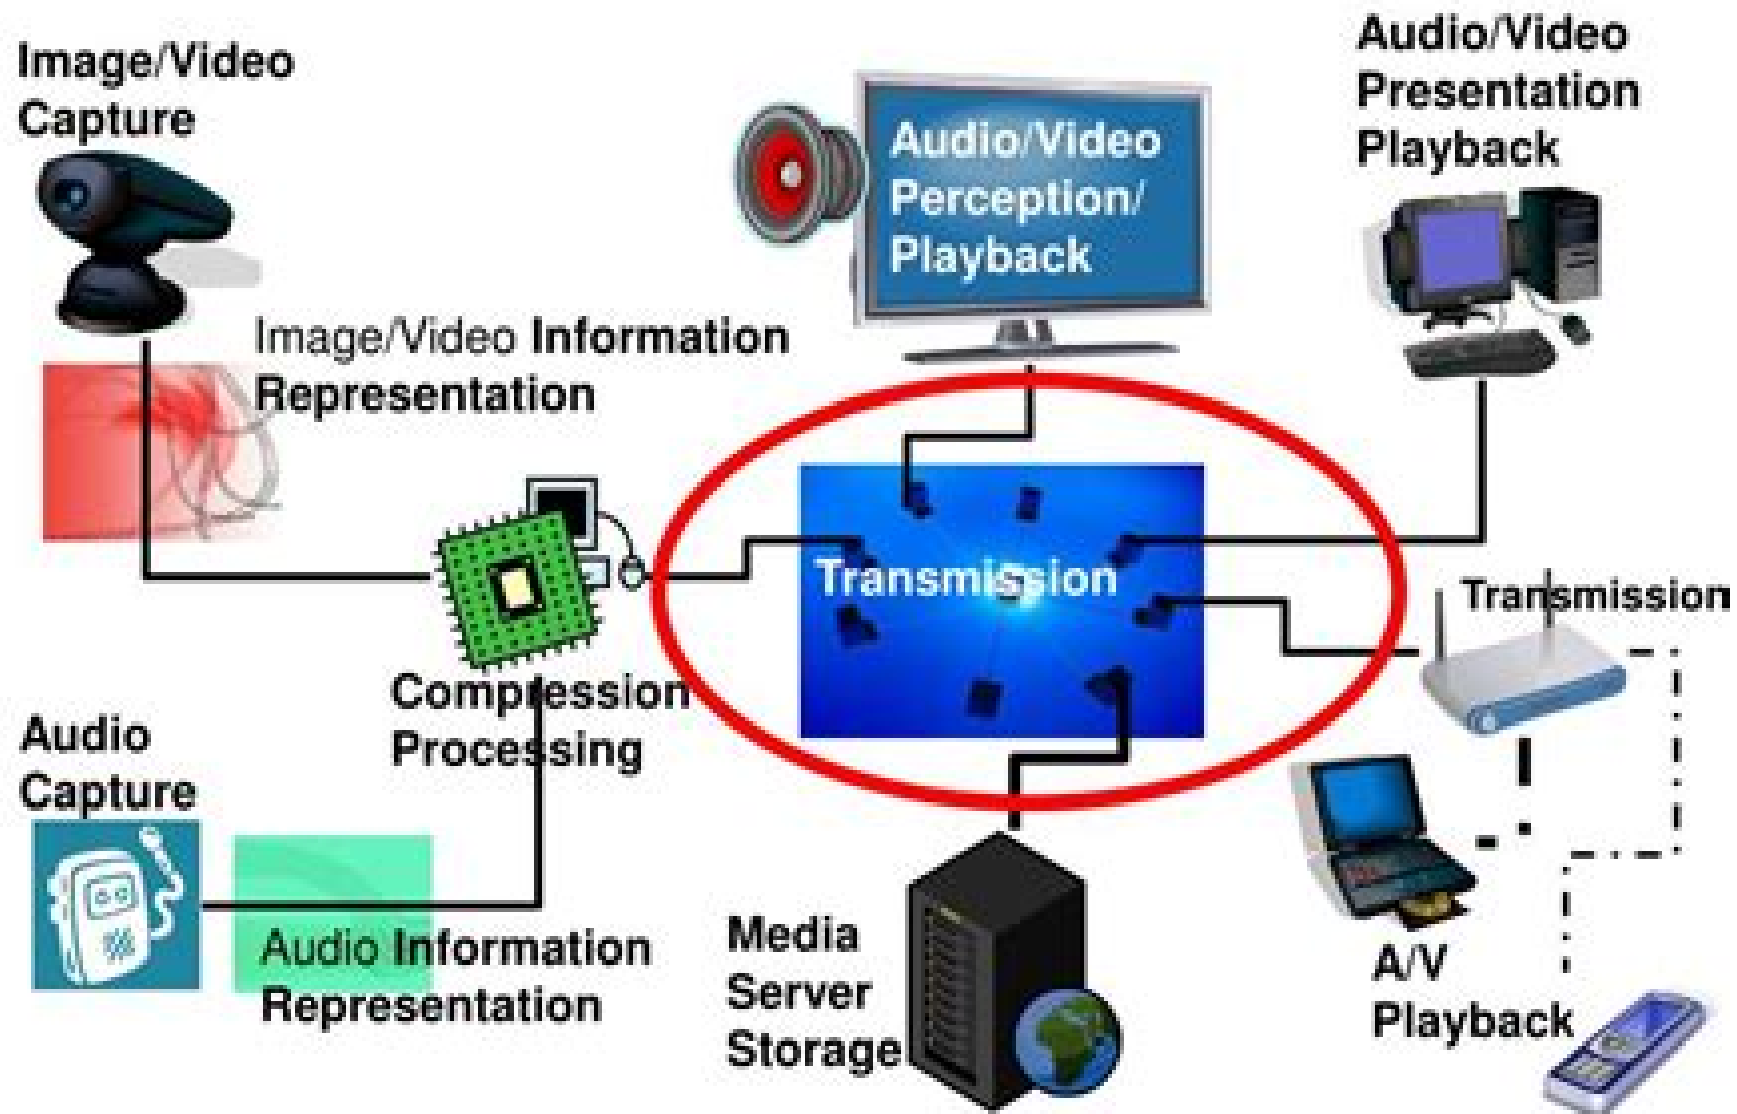 Image/Video
Capture
Audio/Video
Perception/
Playback
Audio/Video
Presentation
Playback
Image/Video Information
Representation
Transmission
Transmission
Compression
Processing
Audio
Capture
Audio Information
Representation
Media
Server
Storage
A/V
Playback